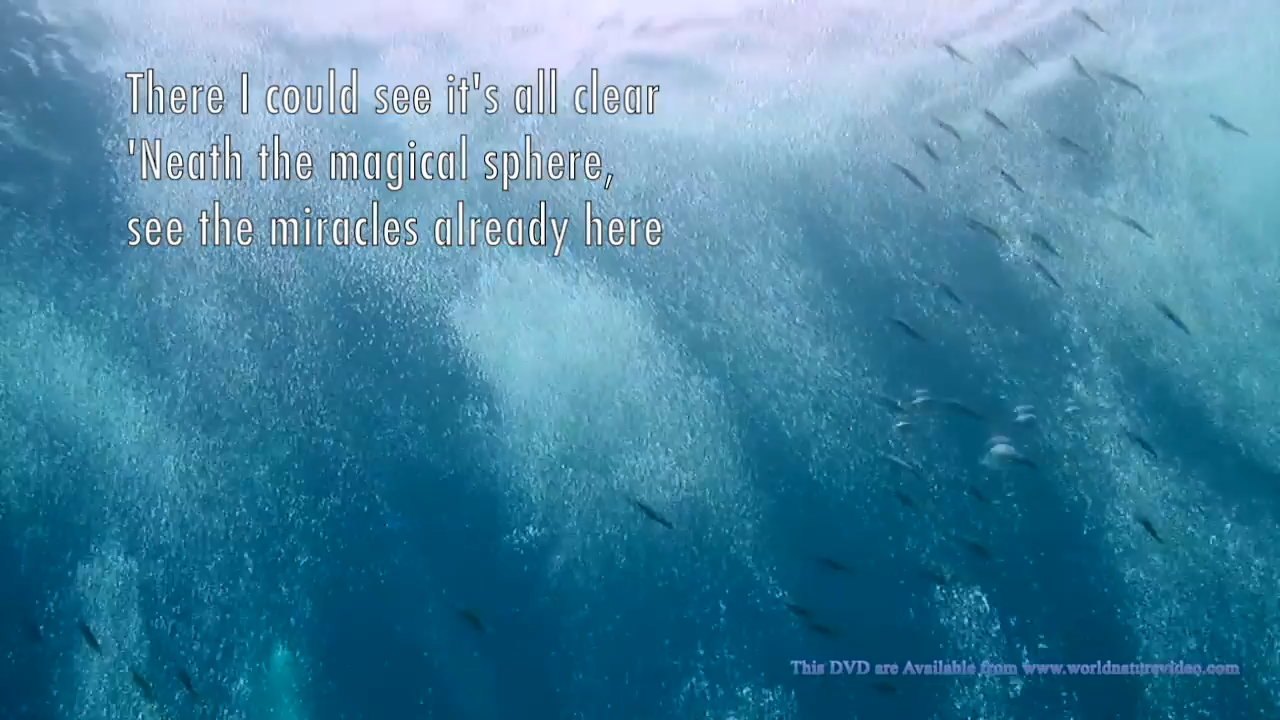 There I could see it's all clear
'Neath the magical sphere,
see the miracles already here
This DVD are Available from www.worldnaturevideo.com